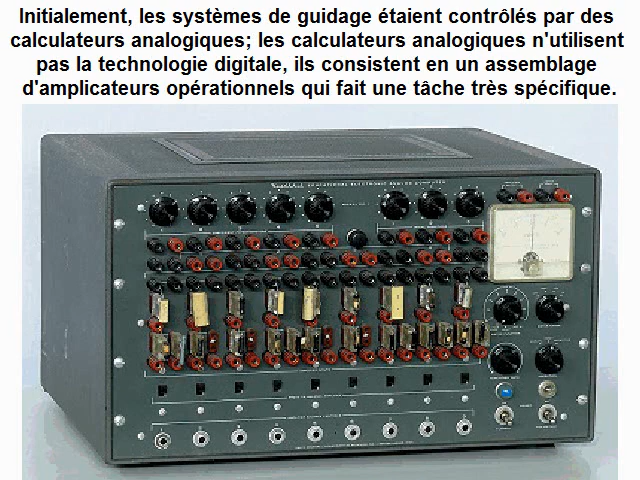 Initialement, les systèmes de guidage étaient contrôlés par des
calculateurs analogiques; les calculateurs analogiques n'utilisent
pas la technologie digitale, ils consistent en un assemblage
d'amplicateurs opérationnels qui fait une tâche très spécifique.